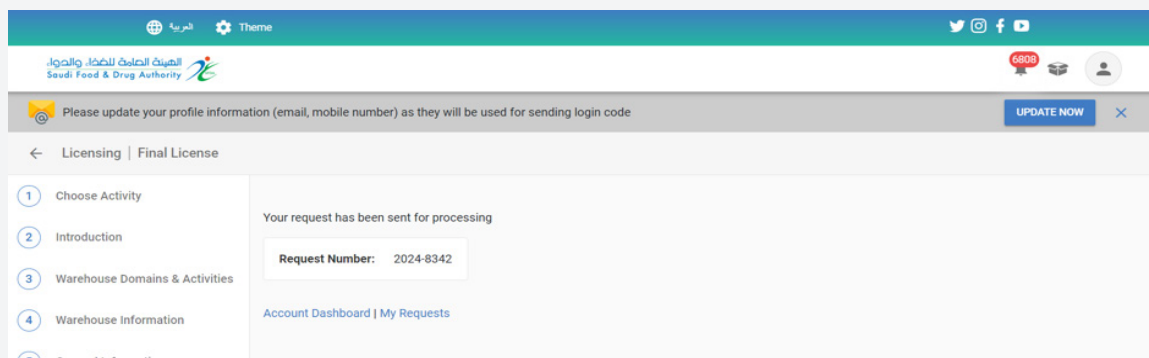 العربية Theme
الهيئة العامة للغذاء والدواء
Saudi Food & Drug Authority
6808
Please update your profile information (email, mobile number) as they will be used for sending login code
UPDATE NOW
Licensing | Final License
1 Choose Activity
2 Introduction
3 Warehouse Domains & Activities
4 Warehouse Information
Your request has been sent for processing
Request Number: 2024-8342
Account Dashboard | My Requests